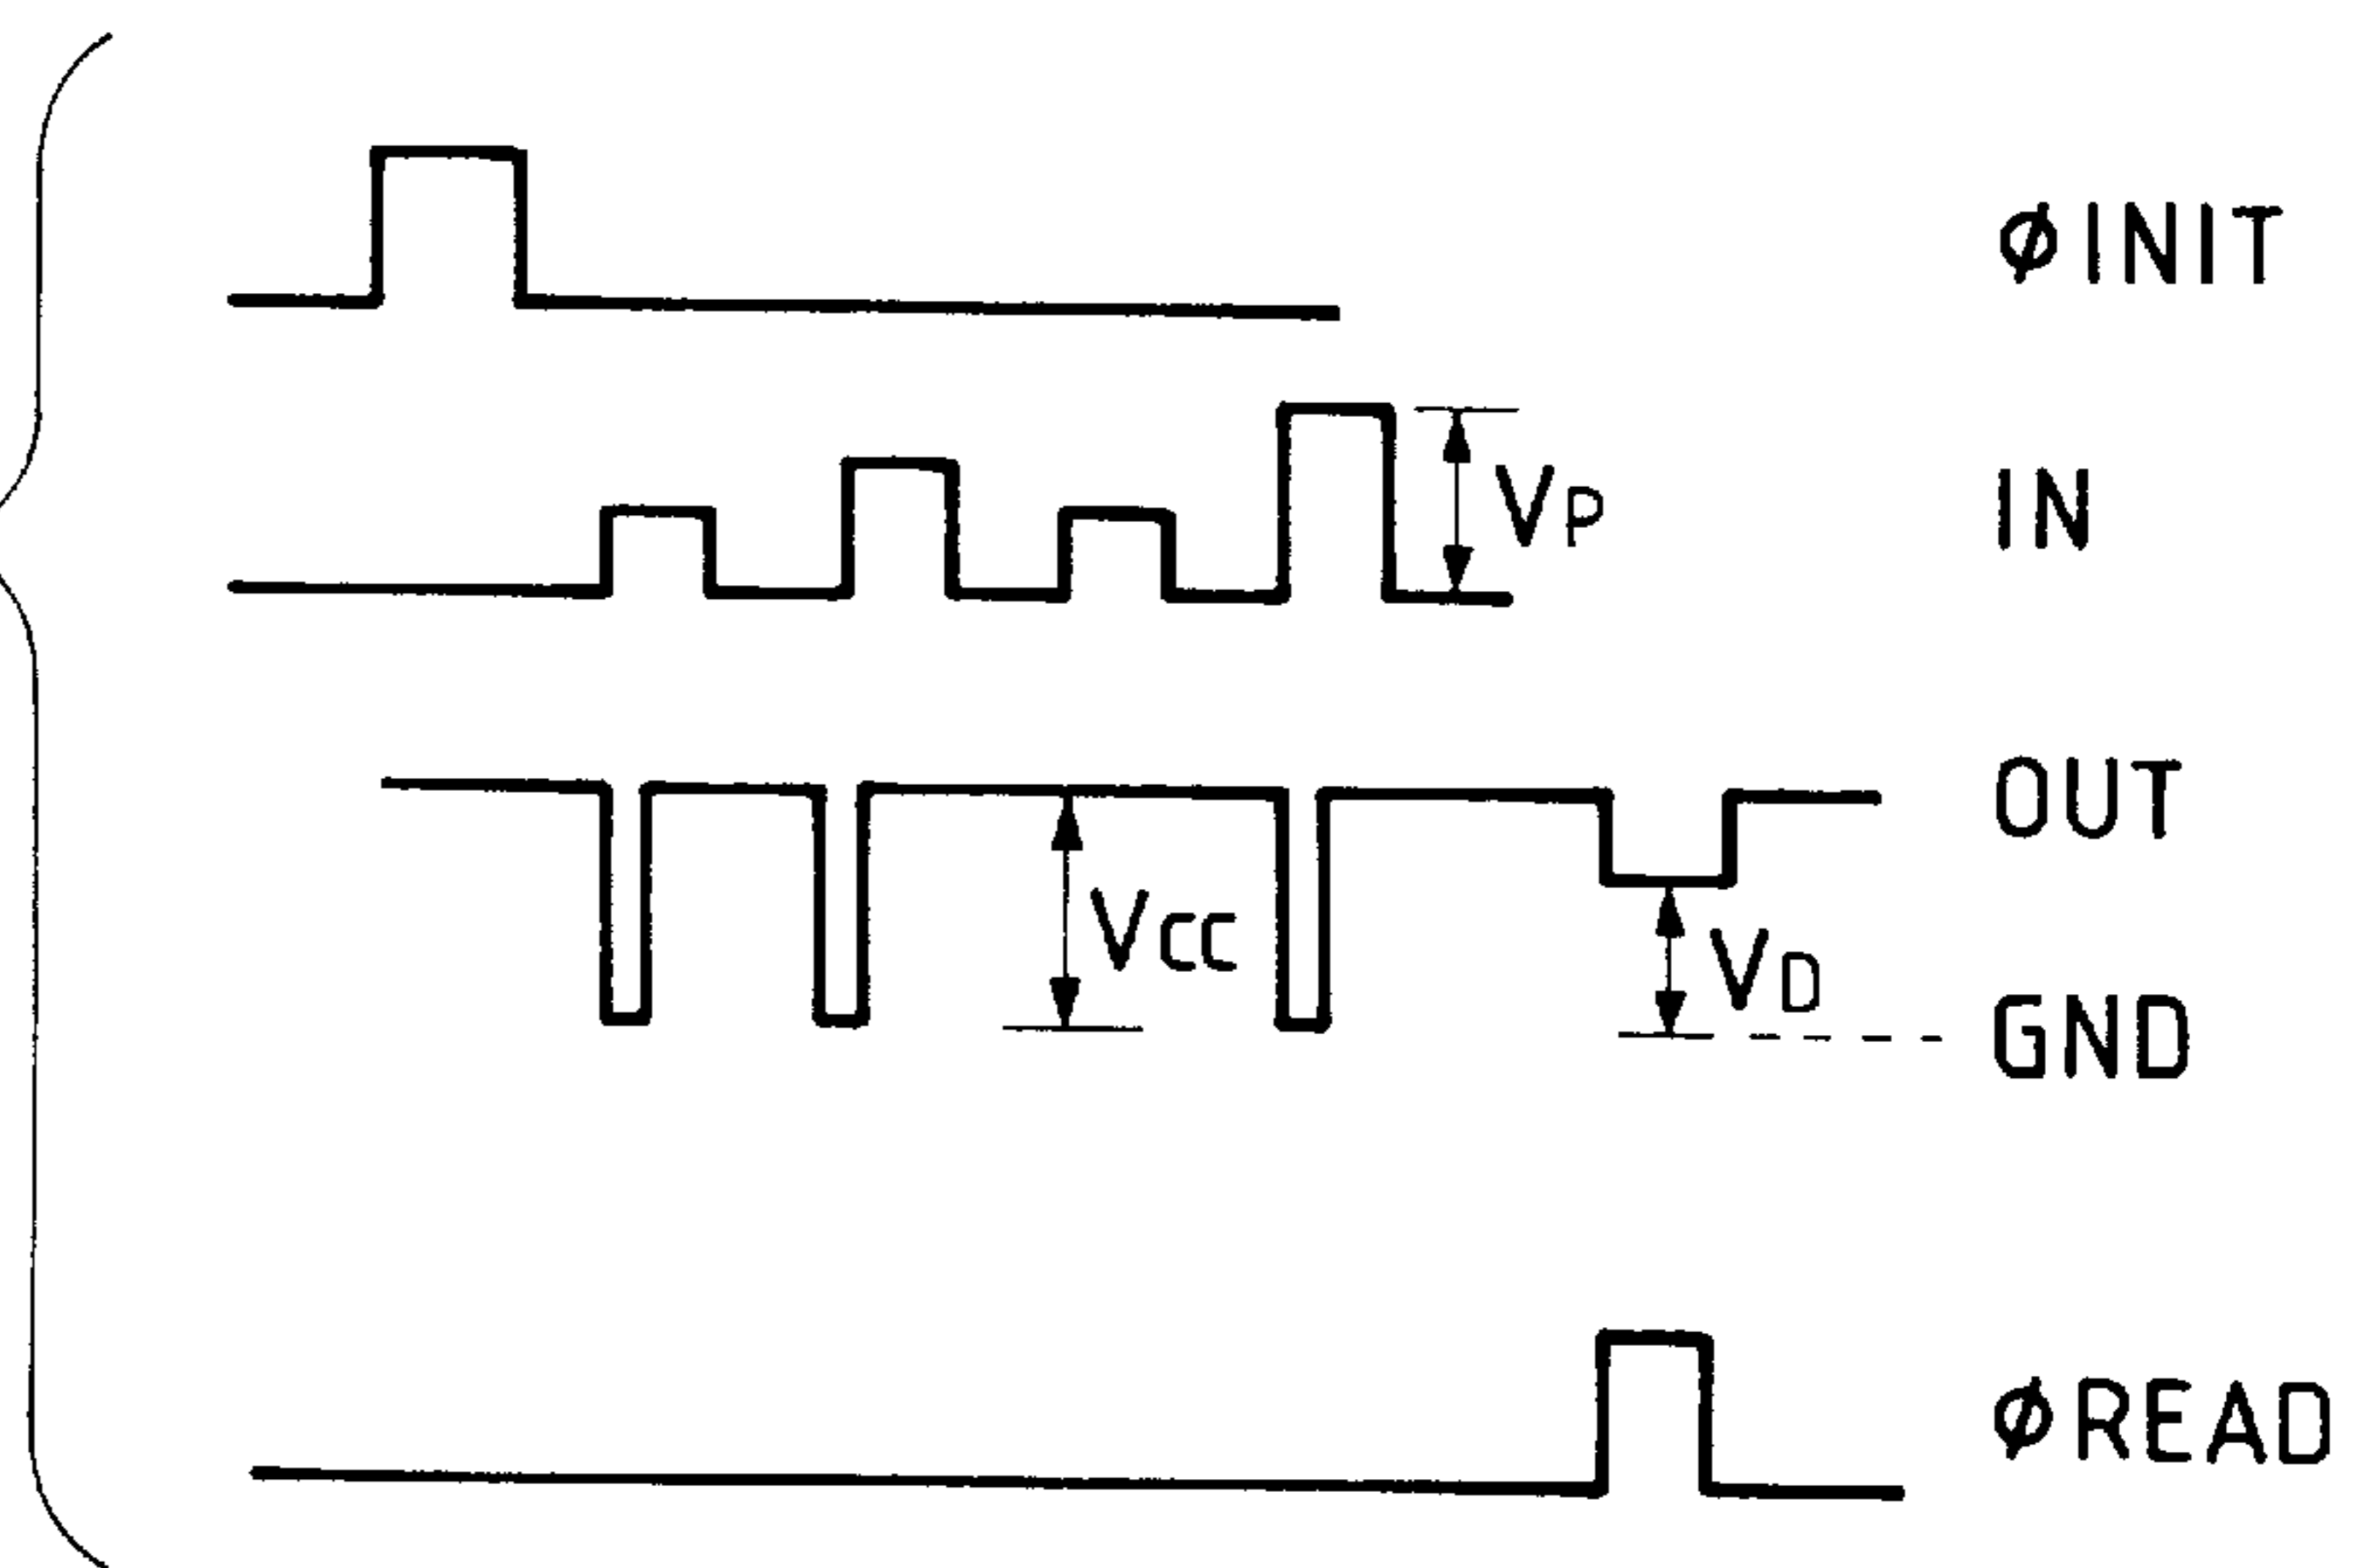 ϕINIT
VP
IN
OUT
VCC
VD
GND
ϕREAD